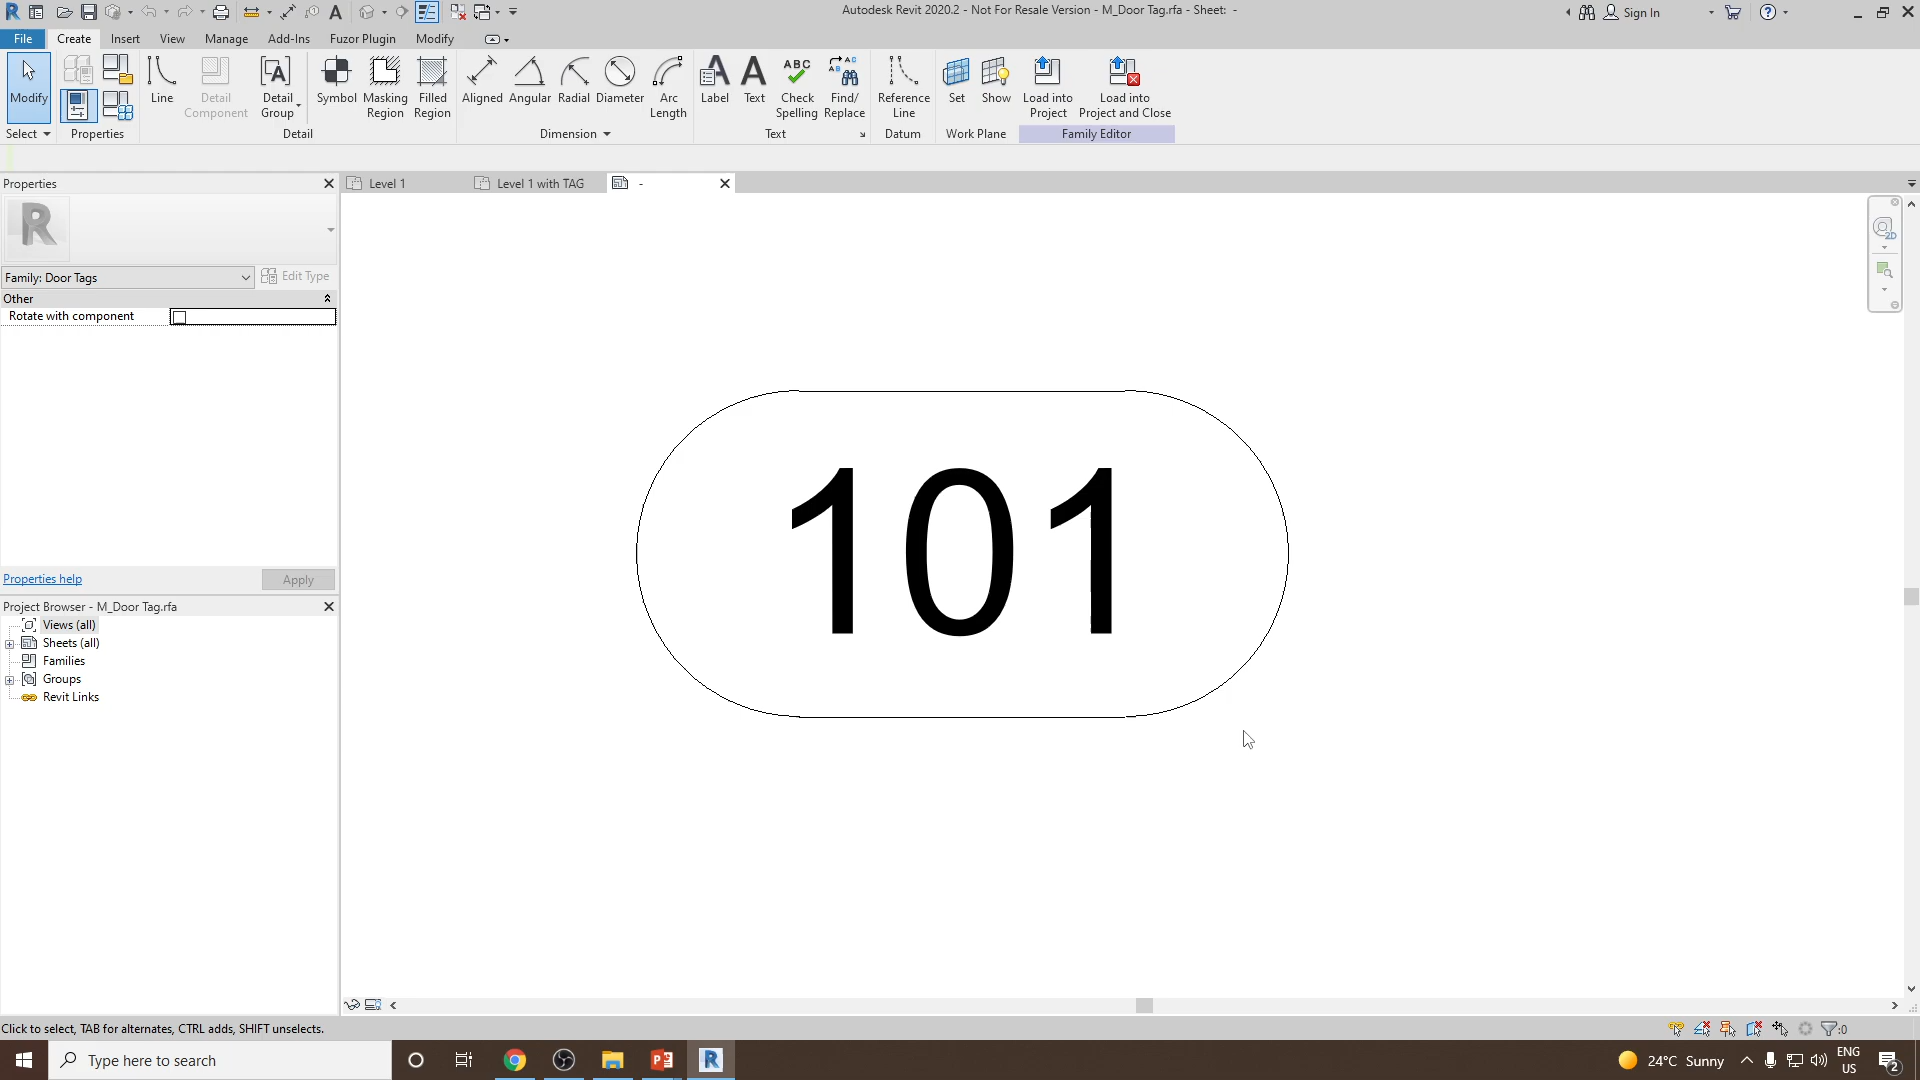 Autodesk Revit 2020.2 - Not For Resale Version - M_Door Tag.rfa - Sheet: -
Sign In
File Create Insert View Manage Add-Ins Fuzor Plugin Modify
Modify
Line
Detail Component
Detail Group
Symbol
Masking Region
Filled Region
Aligned
Angular
Radial
Diameter
Arc Length
Label
Text
ABC
Check Spelling
Find/ Replace
Reference Line
Set
Show
Load into Project
Load into Project and Close
Select
Properties
Detail
Dimension
Text
Datum
Work Plane
Family Editor
Properties
Level 1
Level 1 with TAG
-
Family: Door Tags
Edit Type
Other
Rotate with component
2D
101
Properties help
Apply
Project Browser - M_Door Tag.rfa
Views (all)
Sheets (all)
Families
Groups
Revit Links
Click to select, TAB for alternates, CTRL adds, SHIFT unselects.
:0
Type here to search
24°C Sunny
ENG
US
2